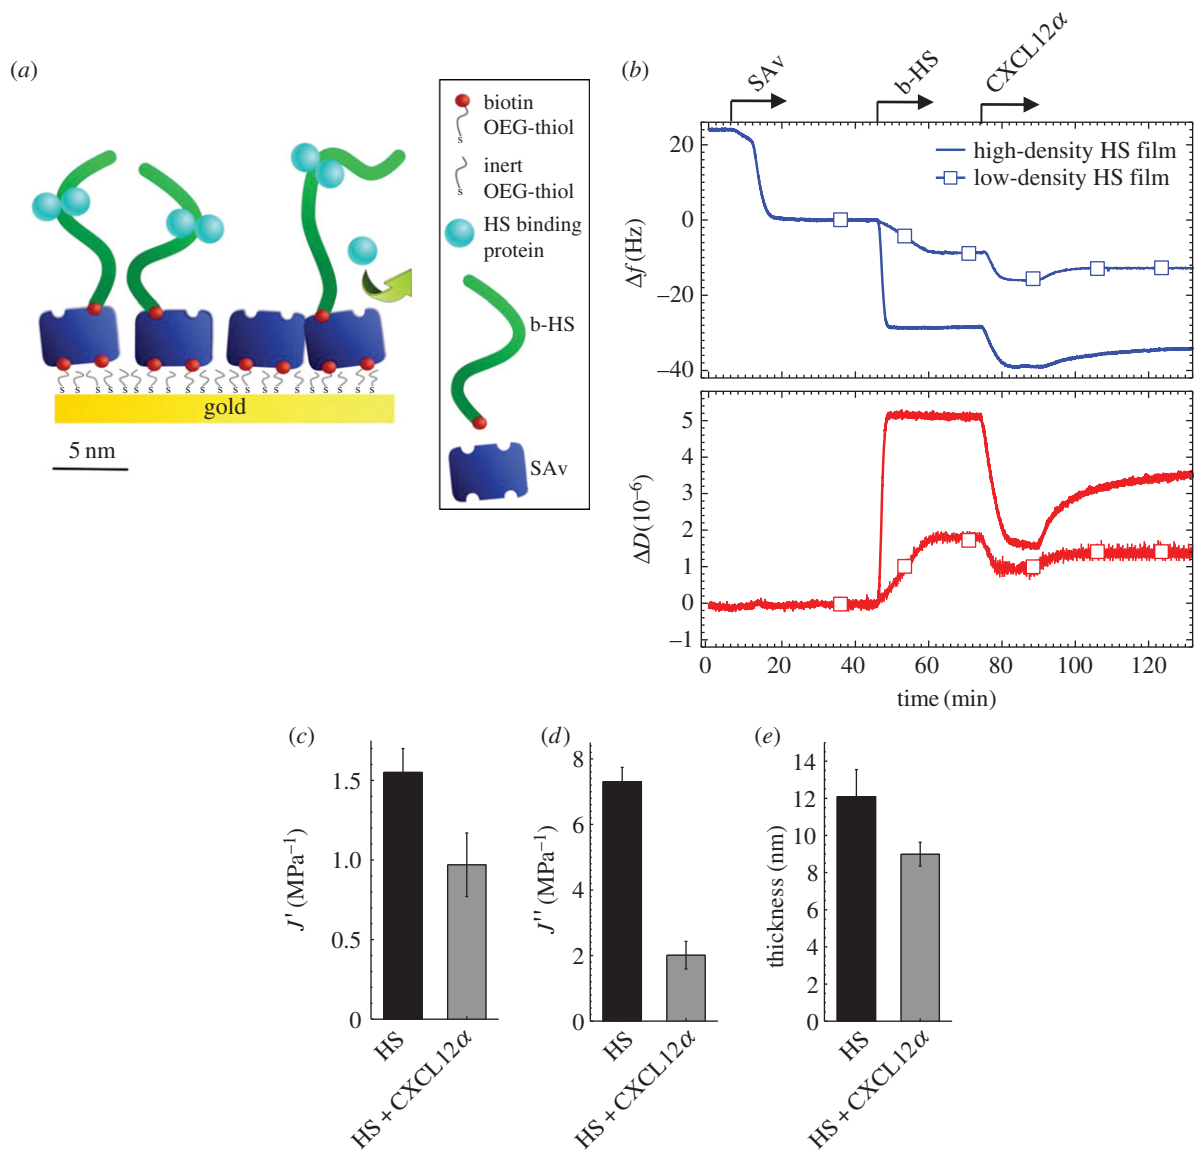 (a)
biotin
OEG-thiol
s
inert
OEG-thiol
s
HS binding
protein
b-HS
SAv
s s s s s s s s s s s s s s s s
gold
5 nm
(b)
SAv
b-HS
CXCL12α
high-density HS film
low-density HS film
Δf (Hz)
20
0
−20
−40
ΔD (10−6)
5
4
3
2
1
0
−1
0 20 40 60 80 100 120
time (min)
(c)
J' (MPa−1)
1.5
1.0
0.5
0
HS
HS + CXCL12α
(d)
J'' (MPa−1)
8
6
4
2
0
HS
HS + CXCL12α
(e)
thickness (nm)
14
12
10
8
6
4
2
0
HS
HS + CXCL12α